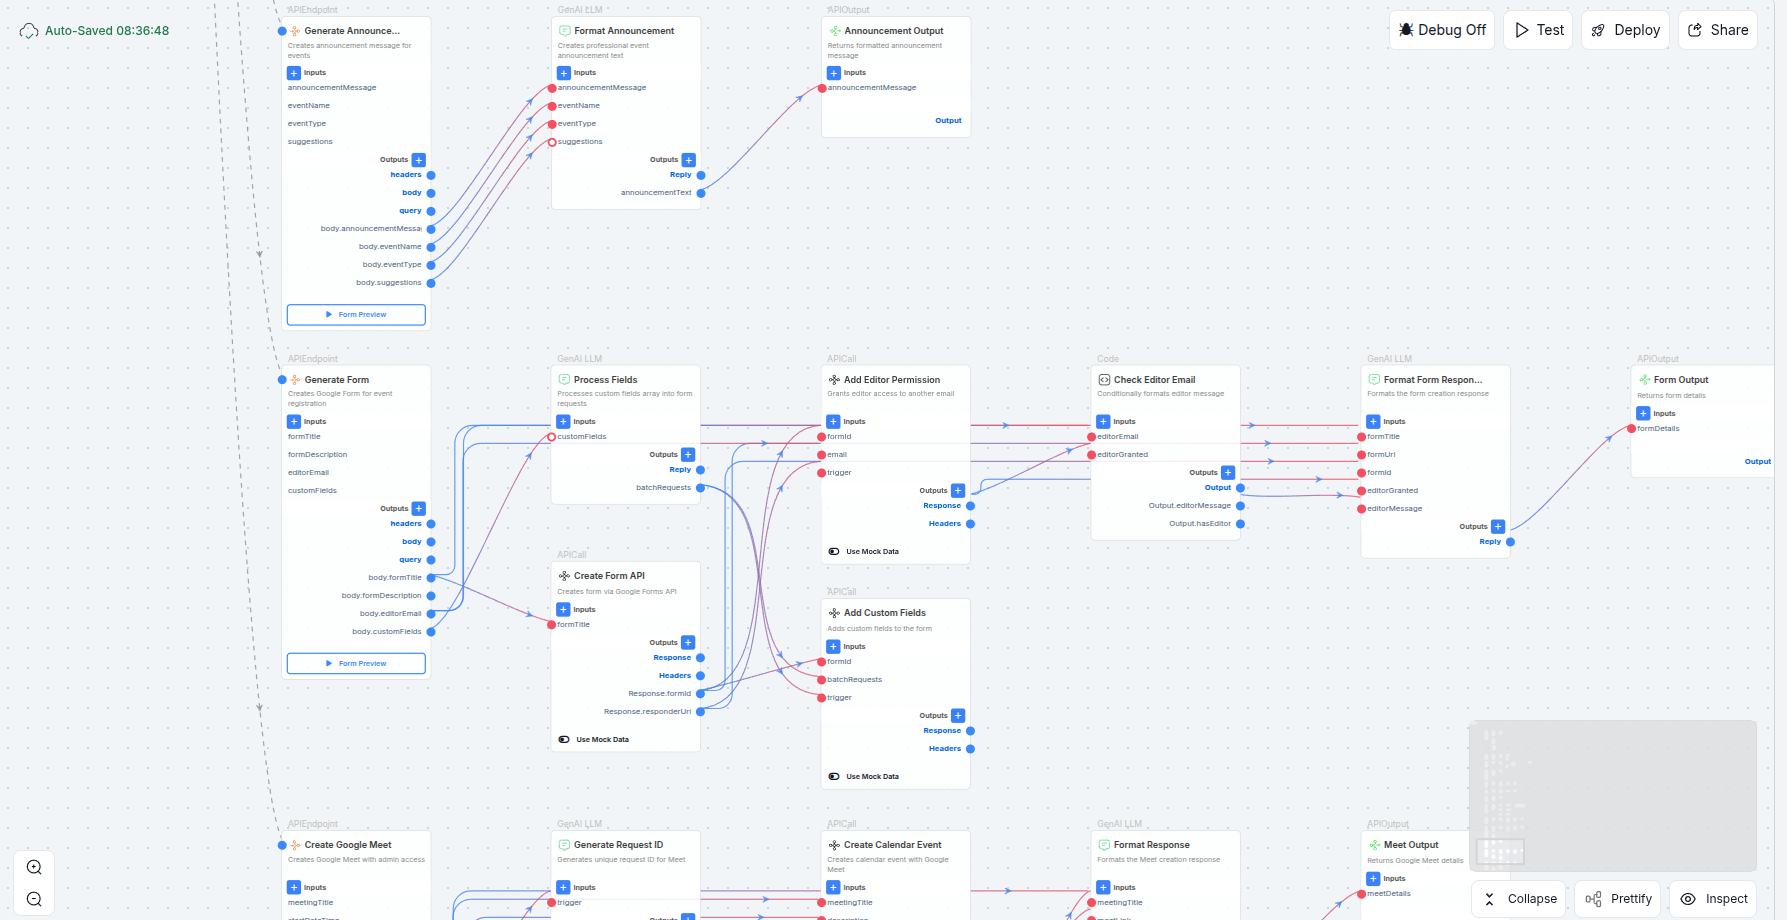 Auto-Saved 08:36:48
Debug Off
Test
Deploy
Share
APIEndpoint
Generate Announce...
Creates announcement message for
events
Inputs
announcementMessage
eventName
eventType
suggestions
Outputs
headers
body
query
body.announcementMessa
body.eventName
body.eventType
body.suggestions
Form Preview
GenAI LLM
Format Announcement
Creates professional event
announcement text
Inputs
announcementMessage
eventName
eventType
suggestions
Outputs
Reply
announcementText
APIOutput
Announcement Output
Returns formatted announcement
message
Inputs
announcementMessage
Output
APIEndpoint
Generate Form
Creates Google Form for event
registration
Inputs
formTitle
formDescription
editorEmail
customFields
Outputs
headers
body
query
body.formTitle
body.formDescription
body.editorEmail
body.customFields
Form Preview
GenAI LLM
Process Fields
Processes custom fields array into form
requests
Inputs
customFields
Outputs
Reply
batchRequests
APICall
Create Form API
Creates form via Google Forms API
Inputs
formTitle
Outputs
Response
Headers
Response.formId
Response.responderUri
Use Mock Data
APICall
Add Editor Permission
Grants editor access to another email
Inputs
formId
email
trigger
Outputs
Response
Headers
Use Mock Data
APICall
Add Custom Fields
Adds custom fields to the form
Inputs
formId
batchRequests
trigger
Outputs
Response
Headers
Use Mock Data
Code
Check Editor Email
Conditionally formats editor message
Inputs
editorEmail
editorGranted
Outputs
Output
Output.editorMessage
Output.hasEditor
GenAI LLM
Format Form Respon...
Formats the form creation response
Inputs
formTitle
formUrl
formId
editorGranted
editorMessage
Outputs
Reply
APIOutput
Form Output
Returns form details
Inputs
formDetails
Output
APIEndpoint
Create Google Meet
Creates Google Meet with admin access
Inputs
meetingTitle
GenAI LLM
Generate Request ID
Generates unique request ID for Meet
Inputs
trigger
APICall
Create Calendar Event
Creates calendar event with Google
Meet
Inputs
meetingTitle
GenAI LLM
Format Response
Formats the Meet creation response
Inputs
meetingTitle
APIOutput
Meet Output
Returns Google Meet details
Inputs
meetDetails
Collapse
Prettify
Inspect